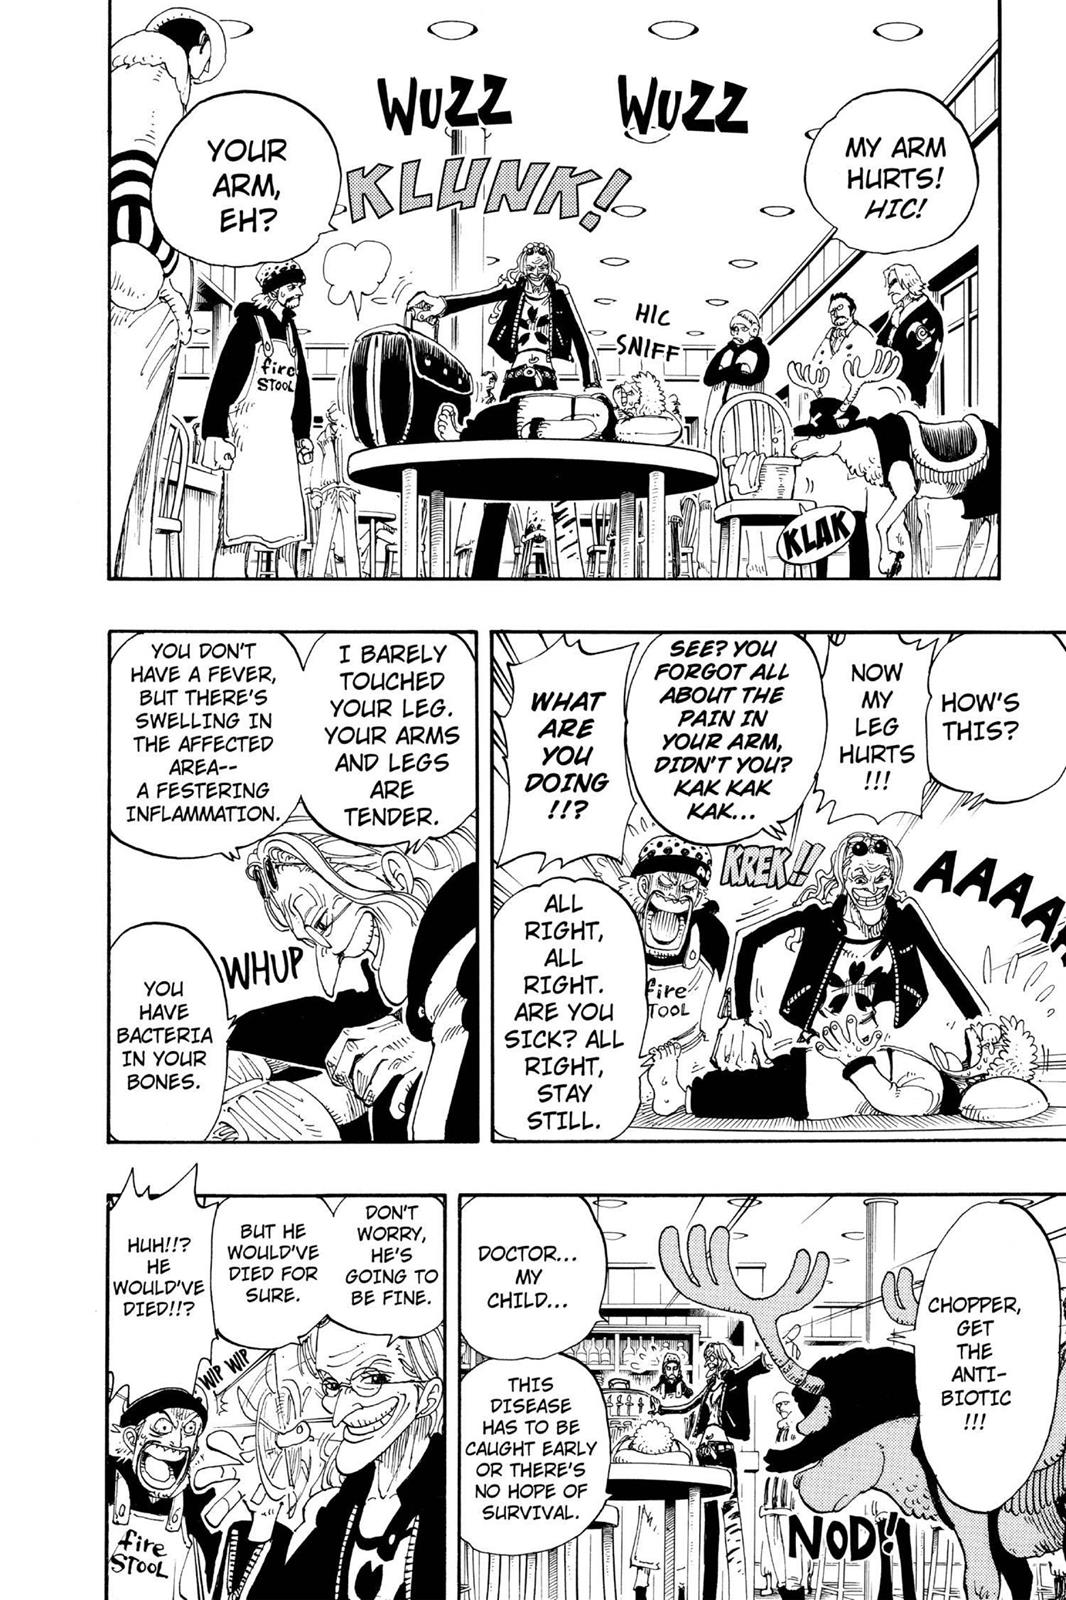 MY ARM
HURTS!
HIC!
WUZZ
WUZZ
KLUNK!
YOUR
ARM,
EH?
HIC
SNIFF
fire
STOOL
KLAK
HOW'S
THIS?
NOW
MY
LEG
HURTS
!!!
SEE? YOU
FORGOT ALL
ABOUT THE
PAIN IN
YOUR ARM,
DIDN'T YOU?
KAK KAK
KAK...
WHAT
ARE
YOU
DOING
!!?
KREK!!
AAAA
fire
STOOL
ALL
RIGHT,
ALL
RIGHT.
ARE YOU
SICK? ALL
RIGHT,
STAY
STILL.
I BARELY
TOUCHED
YOUR LEG.
YOUR ARMS
AND LEGS
ARE
TENDER.
YOU DON'T
HAVE A FEVER,
BUT THERE'S
SWELLING IN
THE AFFECTED
AREA--
A FESTERING
INFLAMMATION.
WHUP
YOU
HAVE
BACTERIA
IN YOUR
BONES.
CHOPPER,
GET
THE
ANTI-
BIOTIC
!!!
NOD!
DOCTOR...
MY
CHILD...
THIS
DISEASE
HAS TO BE
CAUGHT EARLY
OR THERE'S
NO HOPE OF
SURVIVAL.
DON'T
WORRY,
HE'S
GOING TO
BE FINE.
BUT HE
WOULD'VE
DIED FOR
SURE.
HUH!!?
HE
WOULD'VE
DIED!!?
WIP WIP
fire
STOOL